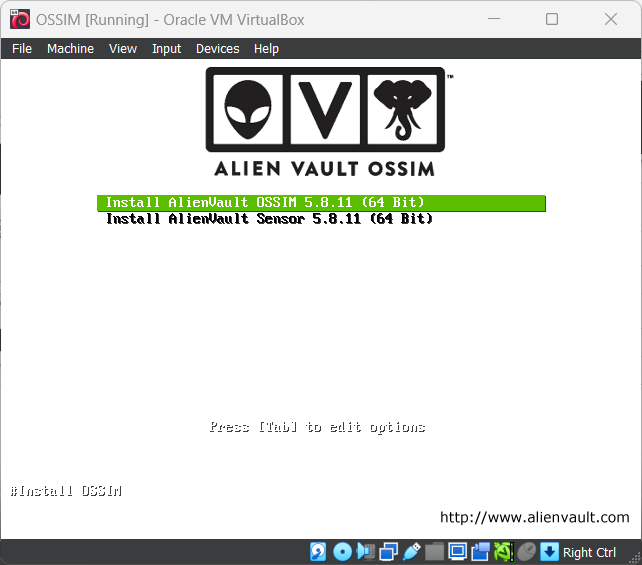 OSSIM [Running] - Oracle VM VirtualBox
File Machine View Input Devices Help
V™
ALIEN VAULT OSSIM
Install AlienVault OSSIM 5.8.11 (64 Bit)
Install AlienVault Sensor 5.8.11 (64 Bit)
Press [Tab] to edit options
#Install OSSIM
http://www.alienvault.com
Right Ctrl